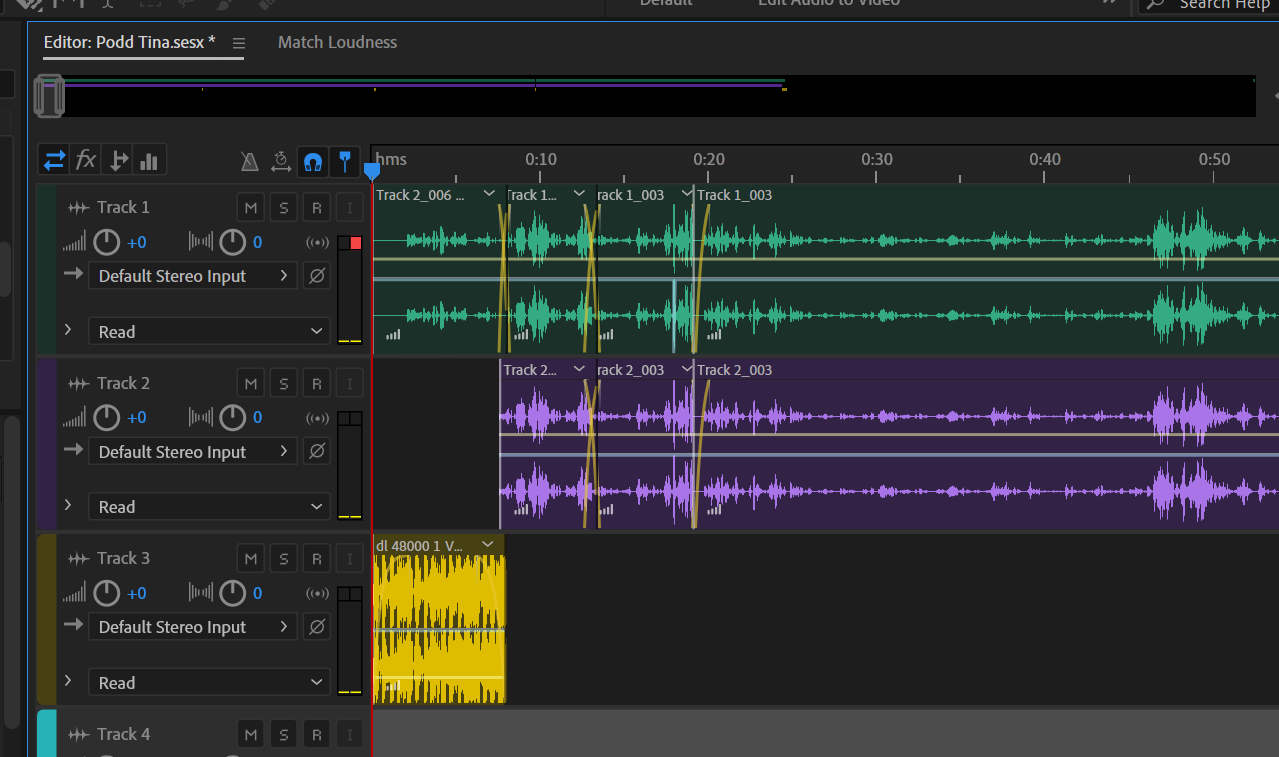 Default Edit Audio to Video Search Help
Editor: Podd Tina.sesx * Match Loudness
fx hms 0:10 0:20 0:30 0:40 0:50
Track 2_006 ... Track 1... rack 1_003 Track 1_003
Track 1 M S R I
+0 0
Default Stereo Input
Read
Track 2... rack 2_003 Track 2_003
Track 2 M S R I
+0 0
Default Stereo Input
Read
dl 48000 1 V...
Track 3 M S R I
+0 0
Default Stereo Input
Read
Track 4 M S R I